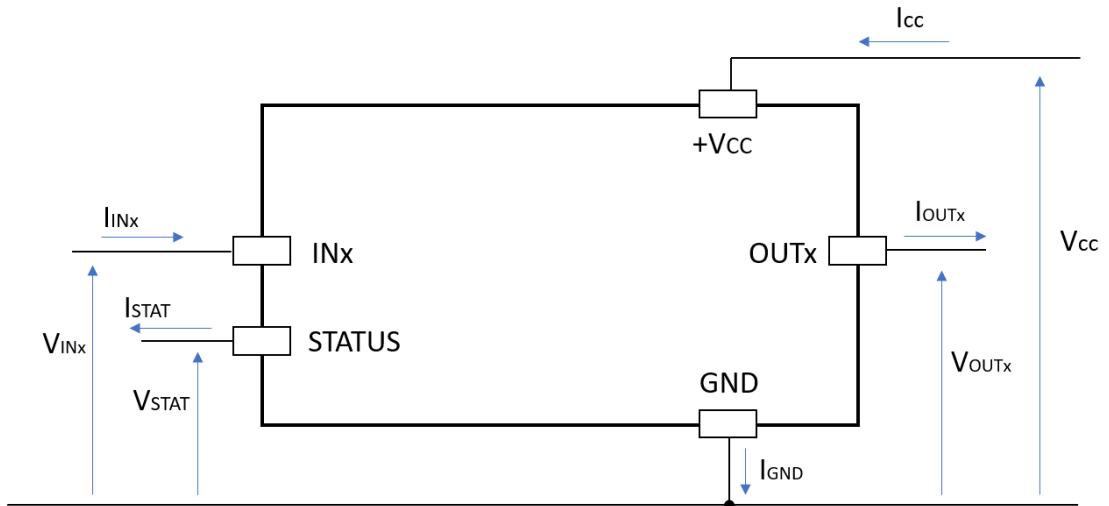 Icc
+VCC
IINx
IOUTx
INx
OUTx
Vcc
ISTAT
VINx
STATUS
VOUTx
GND
VSTAT
IGND